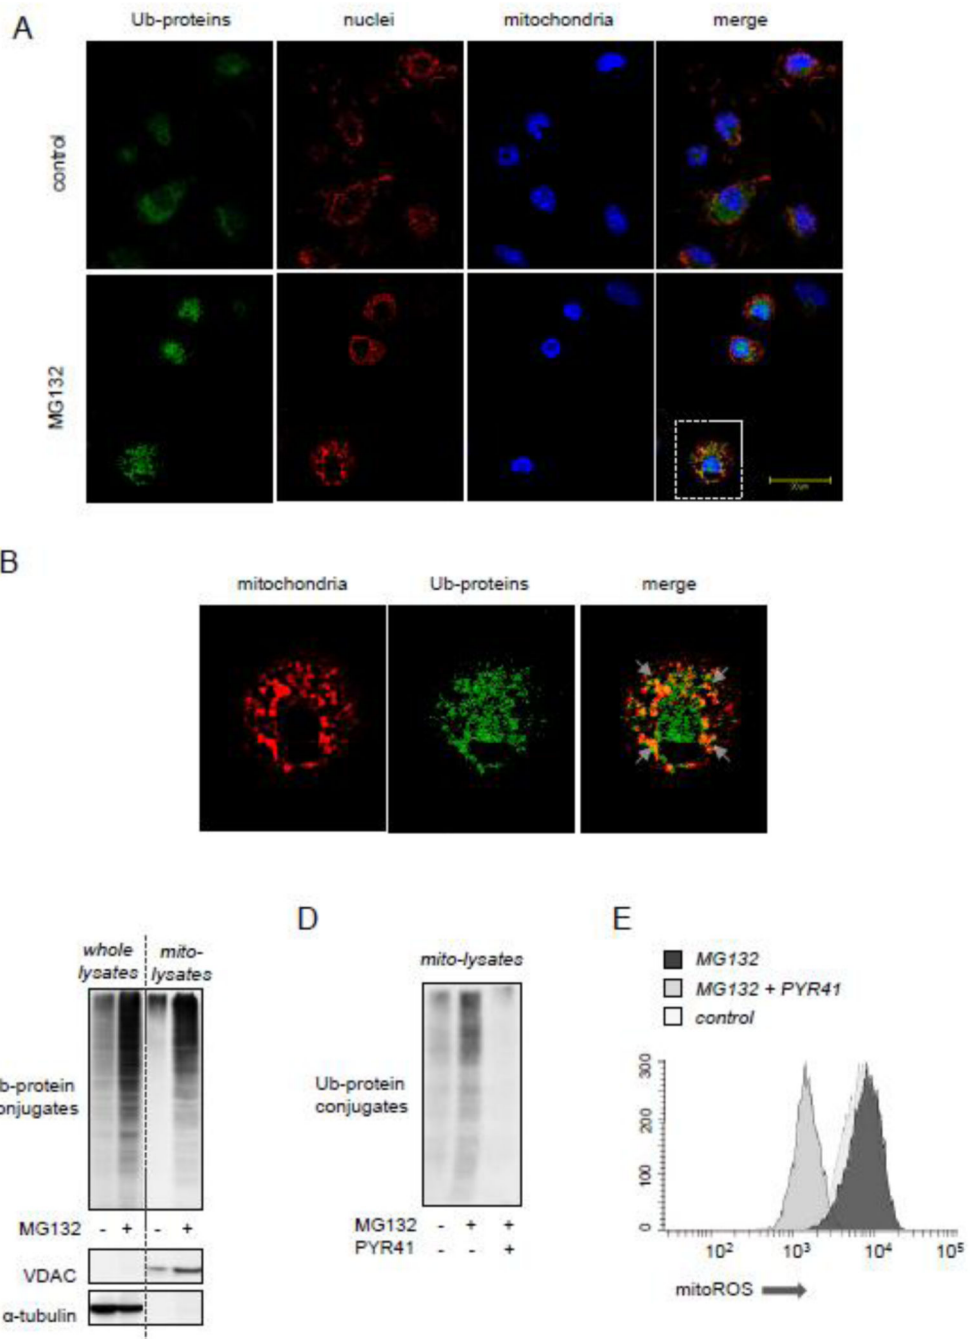 A
Ub-proteins nuclei mitochondria merge
control
MG132
B
mitochondria Ub-proteins merge
whole lysates
mito-lysates
b-protein
onjugates
MG132 - + - +
VDAC
α-tubulin
D
mito-lysates
Ub-protein
conjugates
MG132 - + +
PYR41 - - +
E
MG132
MG132 + PYR41
control
300
200
100
0
10² 10³ 10⁴ 10⁵
mitoROS